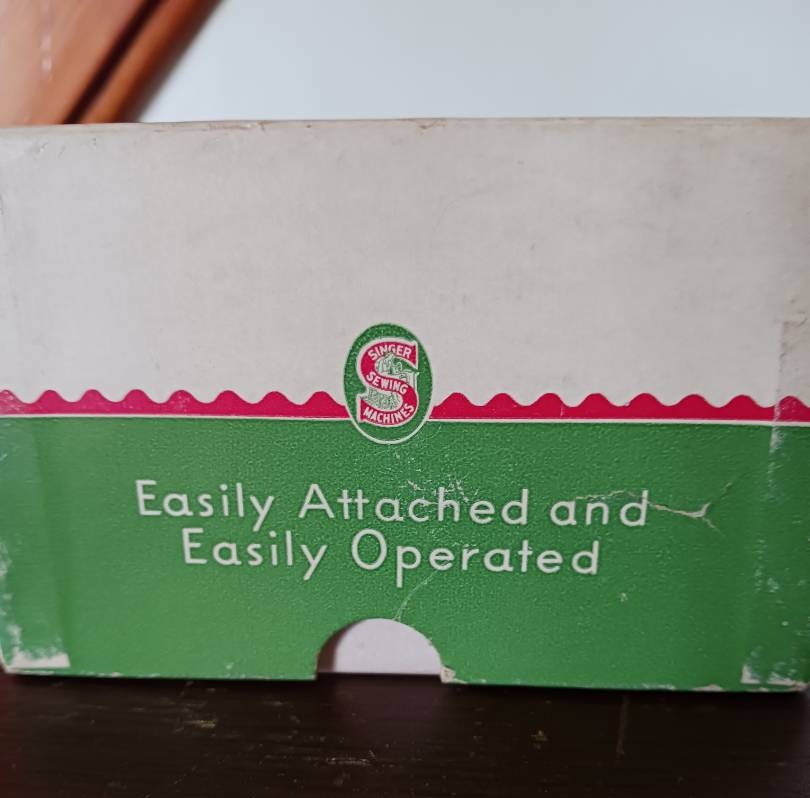 SINGER
SEWING
MACHINES
Easily Attached and
Easily Operated